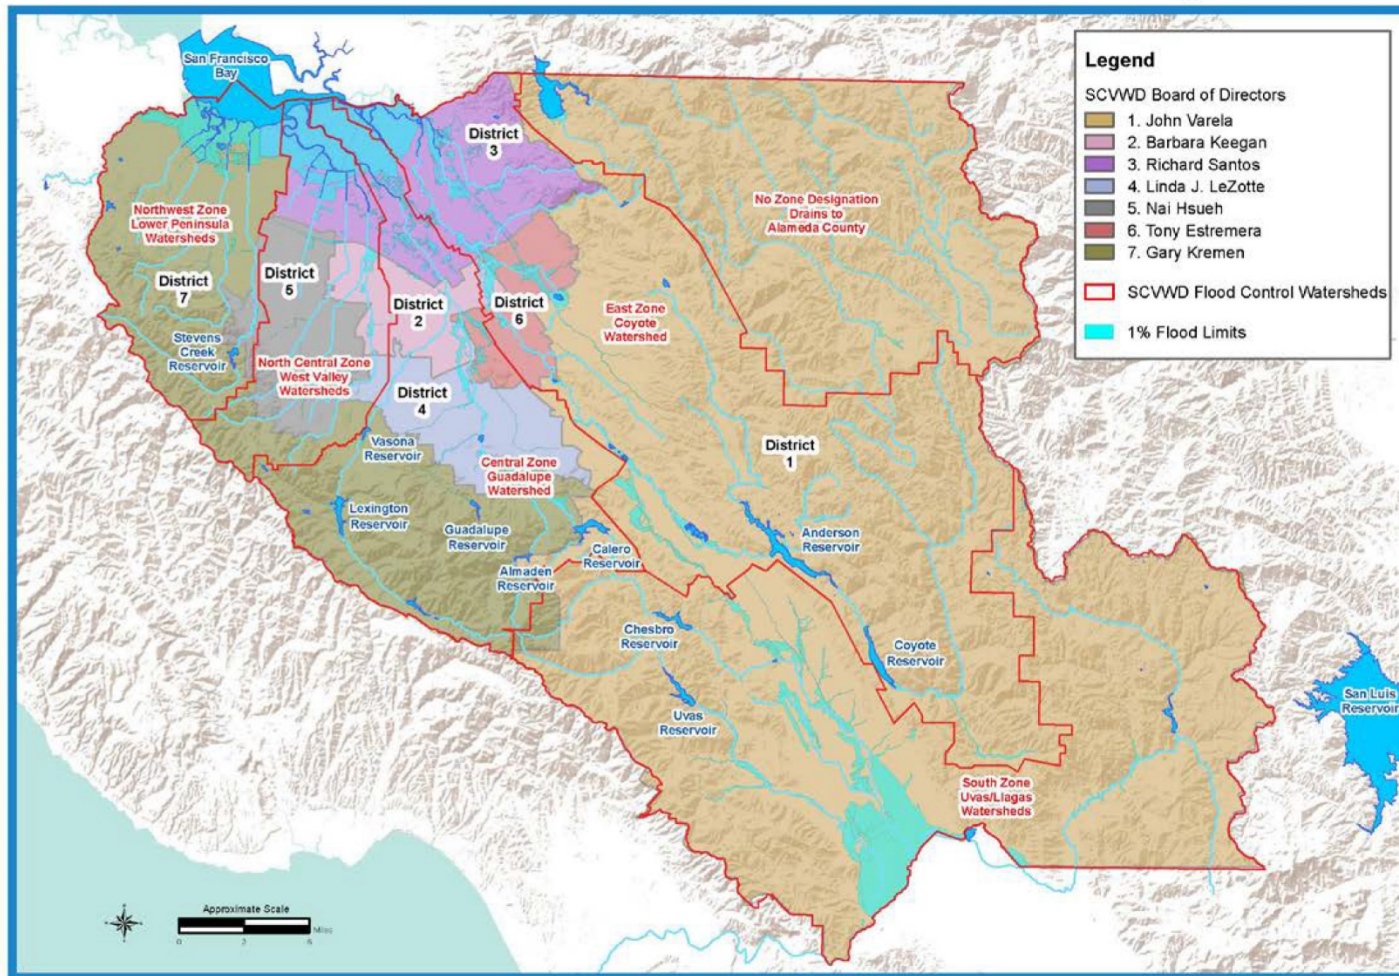 San Francisco
Bay
Legend
SCVWD Board of Directors
1. John Varela
2. Barbara Keegan
3. Richard Santos
4. Linda J. LeZotte
5. Nai Hsueh
6. Tony Estremera
7. Gary Kremen
SCVWD Flood Control Watersheds
1% Flood Limits
District
3
Northwest Zone
Lower Peninsula
Watersheds
No Zone Designation
Drains to
Alameda County
District
7
District
5
District
2
District
6
East Zone
Coyote
Watershed
Stevens
Creek
Reservoir
North Central Zone
West Valley
Watersheds
District
4
Vasona
Reservoir
District
1
Central Zone
Guadalupe
Watershed
Lexington
Reservoir
Guadalupe
Reservoir
Anderson
Reservoir
Calero
Reservoir
Almaden
Reservoir
Chesbro
Reservoir
Coyote
Reservoir
Uvas
Reservoir
San Luis
Reservoir
South Zone
Uvas/Llagas
Watersheds
Approximate Scale
Miles